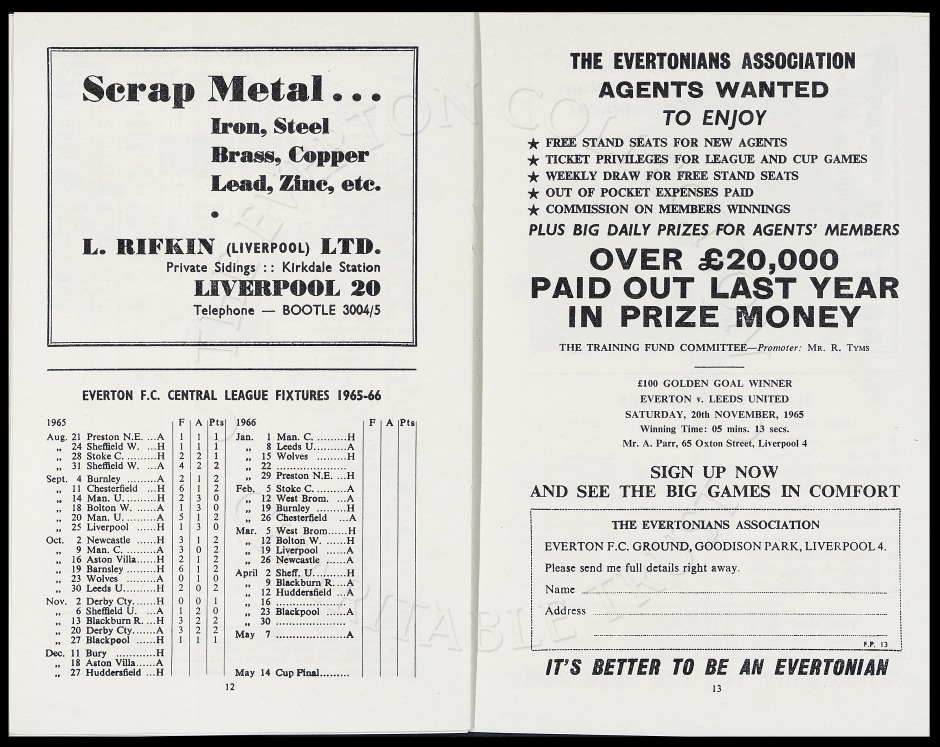 Scrap Metal...
Iron, Steel
Brass, Copper
Lead, Zinc, etc.
L. RIFKIN (LIVERPOOL) LTD.
Private Sidings :: Kirkdale Station
LIVERPOOL 20
Telephone — BOOTLE 3004/5
EVERTON F.C. CENTRAL LEAGUE FIXTURES 1965-66
1965 F A Pts
Aug. 21 Preston N.E. ...A 1 1 1
„ 24 Sheffield W. ...H 1 1 1
„ 28 Stoke C. ...........H 2 2 1
„ 31 Sheffield W. ...A 4 2 2
Sept. 4 Burnley .........A 2 1 2
„ 11 Chesterfield ...H 6 1 2
„ 14 Man. U. ...........H 2 3 0
„ 18 Bolton W. ......A 1 3 0
„ 20 Man. U. ...........A 5 1 2
„ 25 Liverpool ......H 1 3 0
Oct. 2 Newcastle ......H 3 1 2
„ 9 Man. C. ...........A 3 0 2
„ 16 Aston Villa......H 2 1 2
„ 19 Barnsley .........H 6 1 2
„ 23 Wolves ...........A 0 1 0
„ 30 Leeds U...........H 2 0 2
Nov. 2 Derby Cty.......H 0 0 1
„ 6 Sheffield U. ...A 1 2 0
„ 13 Blackburn R. ...H 3 2 2
„ 20 Derby Cty.......A 3 2 2
„ 27 Blackpool ......H 1 1 1
Dec. 11 Bury ..............H
„ 18 Aston Villa......A
„ 27 Huddersfield ...H
1966 F A Pts
Jan. 1 Man. C. .........H
„ 8 Leeds U...........A
„ 15 Wolves .........H
„ 22 .....................
„ 29 Preston N.E. ...H
Feb. 5 Stoke C. .........A
„ 12 West Brom. ...A
„ 19 Burnley .........H
„ 26 Chesterfield ...A
Mar. 5 West Brom......H
„ 12 Bolton W. ......H
„ 19 Liverpool ......A
„ 26 Newcastle ......A
April 2 Sheff. U..........H
„ 9 Blackburn R....A
„ 12 Huddersfield ...A
„ 16 .....................
„ 23 Blackpool ......A
„ 30 .....................
May 7 .....................A
May 14 Cup Final.........
12
THE EVERTONIANS ASSOCIATION
AGENTS WANTED
TO ENJOY
★ FREE STAND SEATS FOR NEW AGENTS
★ TICKET PRIVILEGES FOR LEAGUE AND CUP GAMES
★ WEEKLY DRAW FOR FREE STAND SEATS
★ OUT OF POCKET EXPENSES PAID
★ COMMISSION ON MEMBERS WINNINGS
PLUS BIG DAILY PRIZES FOR AGENTS' MEMBERS
OVER £20,000
PAID OUT LAST YEAR
IN PRIZE MONEY
THE TRAINING FUND COMMITTEE—Promoter: MR. R. TYMS
£100 GOLDEN GOAL WINNER
EVERTON v. LEEDS UNITED
SATURDAY, 20th NOVEMBER, 1965
Winning Time: 05 mins. 13 secs.
Mr. A. Parr, 65 Oxton Street, Liverpool 4
SIGN UP NOW
AND SEE THE BIG GAMES IN COMFORT
THE EVERTONIANS ASSOCIATION
EVERTON F.C. GROUND, GOODISON PARK, LIVERPOOL 4.
Please send me full details right away.
Name
Address
F.P. 13
IT'S BETTER TO BE AN EVERTONIAN
13